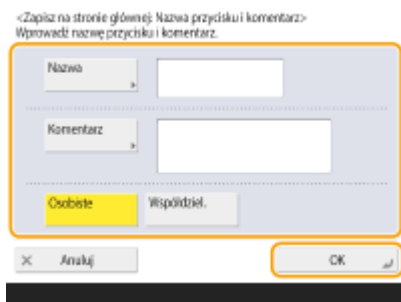 <Zapisz na stronie głównej: Nazwa przycisku i komentarz>
Wprowadź nazwę przycisku i komentarz.
Nazwa
Komentarz
Osobiste Współdziel.
× Anuluj OK